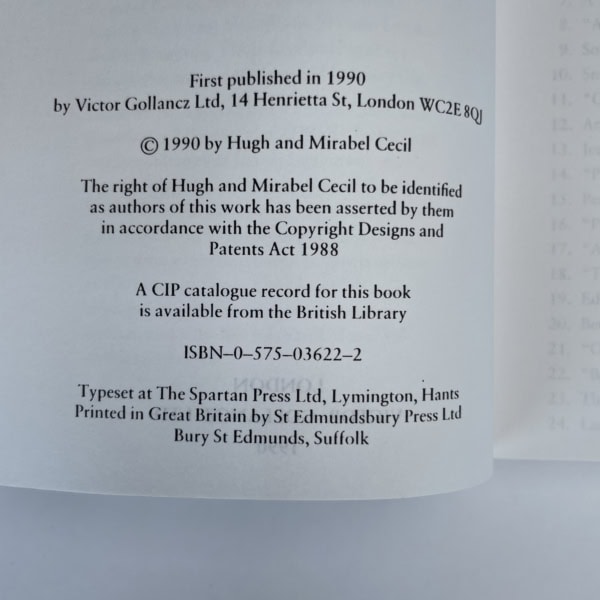 First published in 1990
by Victor Gollancz Ltd, 14 Henrietta St, London WC2E 8QJ
© 1990 by Hugh and Mirabel Cecil
The right of Hugh and Mirabel Cecil to be identified
as authors of this work has been asserted by them
in accordance with the Copyright Designs and
Patents Act 1988
A CIP catalogue record for this book
is available from the British Library
ISBN–0–575–03622–2
Typeset at The Spartan Press Ltd, Lymington, Hants
Printed in Great Britain by St Edmundsbury Press Ltd
Bury St Edmunds, Suffolk